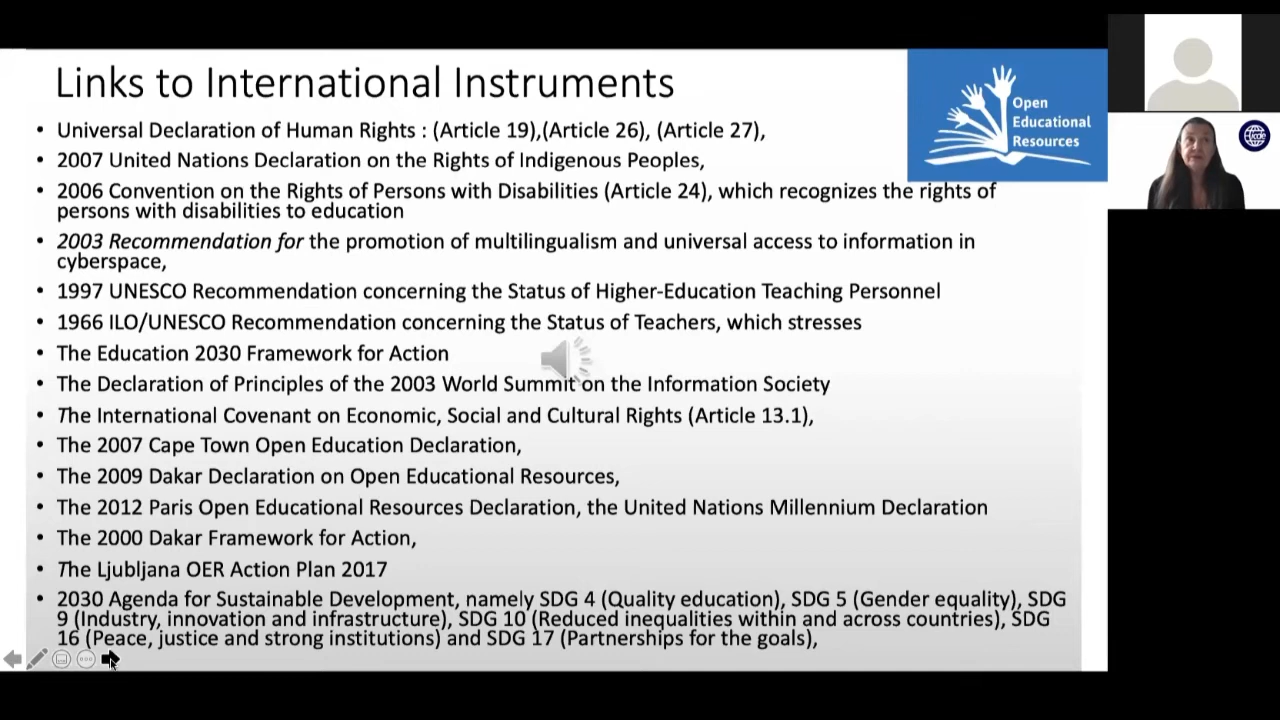 Links to International Instruments
Open
Educational
Resources
• Universal Declaration of Human Rights : (Article 19),(Article 26), (Article 27),
• 2007 United Nations Declaration on the Rights of Indigenous Peoples,
• 2006 Convention on the Rights of Persons with Disabilities (Article 24), which recognizes the rights of
persons with disabilities to education
• 2003 Recommendation for the promotion of multilingualism and universal access to information in
cyberspace,
• 1997 UNESCO Recommendation concerning the Status of Higher-Education Teaching Personnel
• 1966 ILO/UNESCO Recommendation concerning the Status of Teachers, which stresses
• The Education 2030 Framework for Action
• The Declaration of Principles of the 2003 World Summit on the Information Society
• The International Covenant on Economic, Social and Cultural Rights (Article 13.1),
• The 2007 Cape Town Open Education Declaration,
• The 2009 Dakar Declaration on Open Educational Resources,
• The 2012 Paris Open Educational Resources Declaration, the United Nations Millennium Declaration
• The 2000 Dakar Framework for Action,
• The Ljubljana OER Action Plan 2017
• 2030 Agenda for Sustainable Development, namely SDG 4 (Quality education), SDG 5 (Gender equality), SDG
9 (Industry, innovation and infrastructure), SDG 10 (Reduced inequalities within and across countries), SDG
16 (Peace, justice and strong institutions) and SDG 17 (Partnerships for the goals),
icde